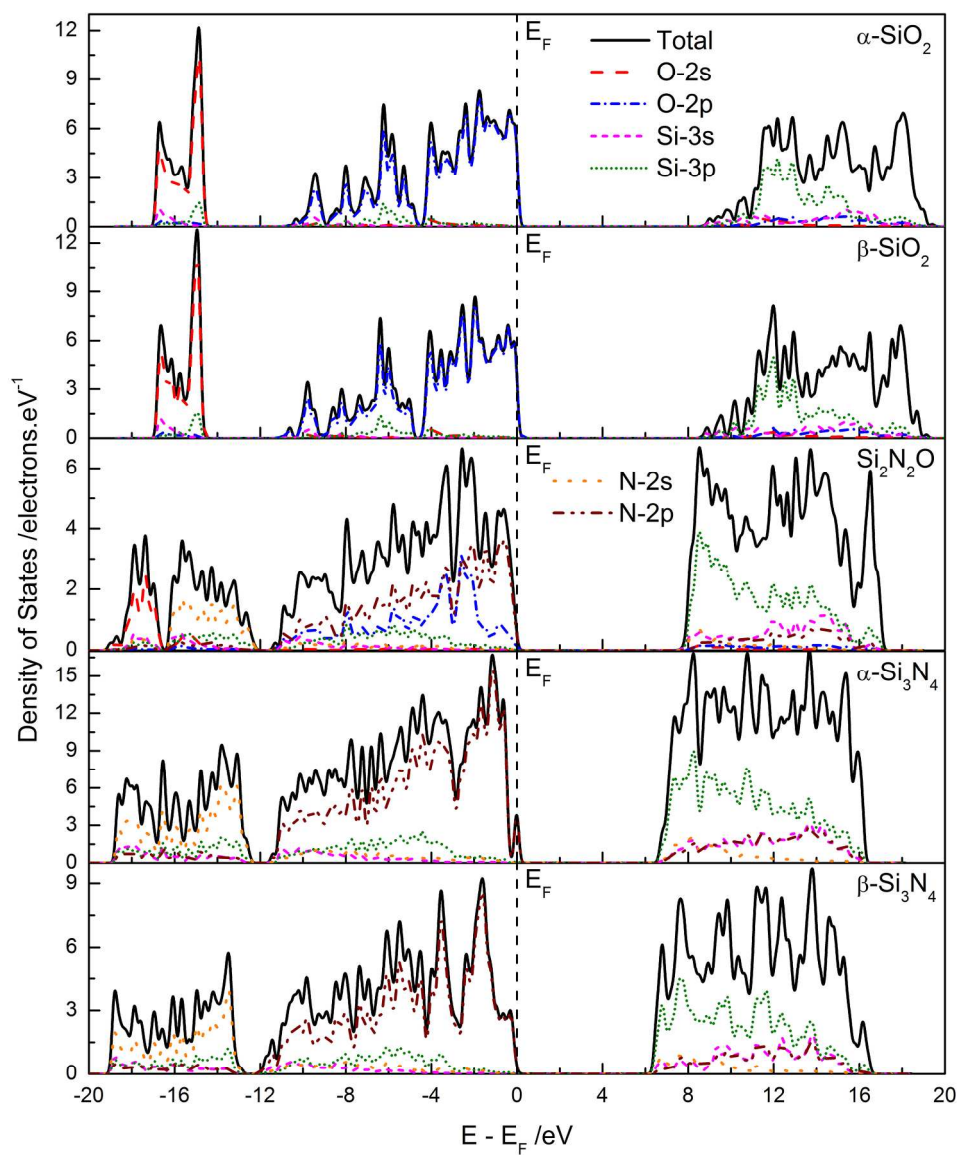 Density of States /electrons.eV⁻¹
12
9
6
3
0
E_F
Total
O-2s
O-2p
Si-3s
Si-3p
α-SiO₂
12
9
6
3
0
E_F
β-SiO₂
6
4
2
0
E_F
N-2s
N-2p
Si₂N₂O
15
12
9
6
3
0
E_F
α-Si₃N₄
9
6
3
0
E_F
β-Si₃N₄
-20 -16 -12 -8 -4 0 4 8 12 16 20
E - E_F /eV